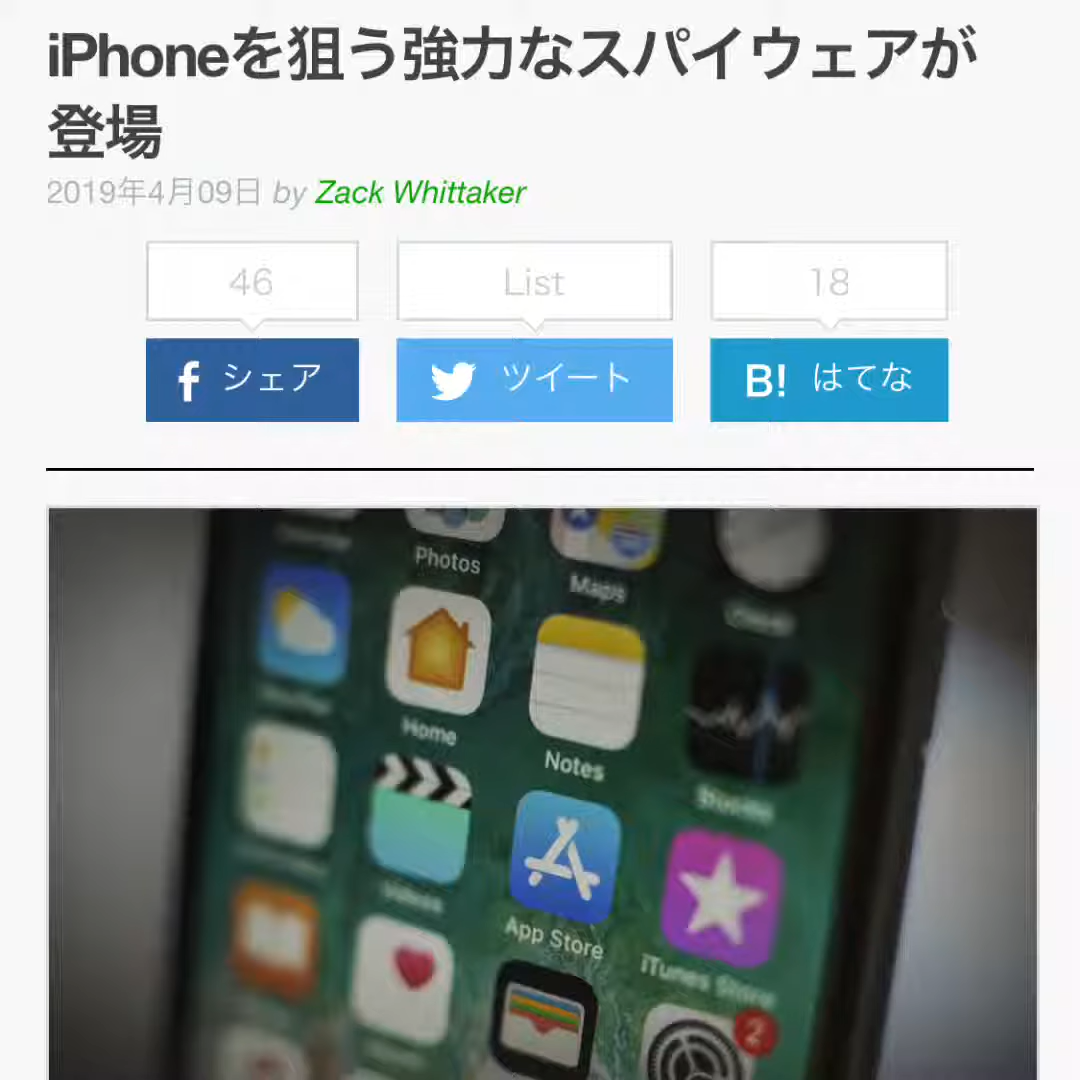 iPhoneを狙う強力なスパイウェアが
登場
2019年4月09日 by Zack Whittaker
46 List 18
シェア ツイート B! はてな
Photos
Maps
Home
Notes
App Store
iTunes Store
2